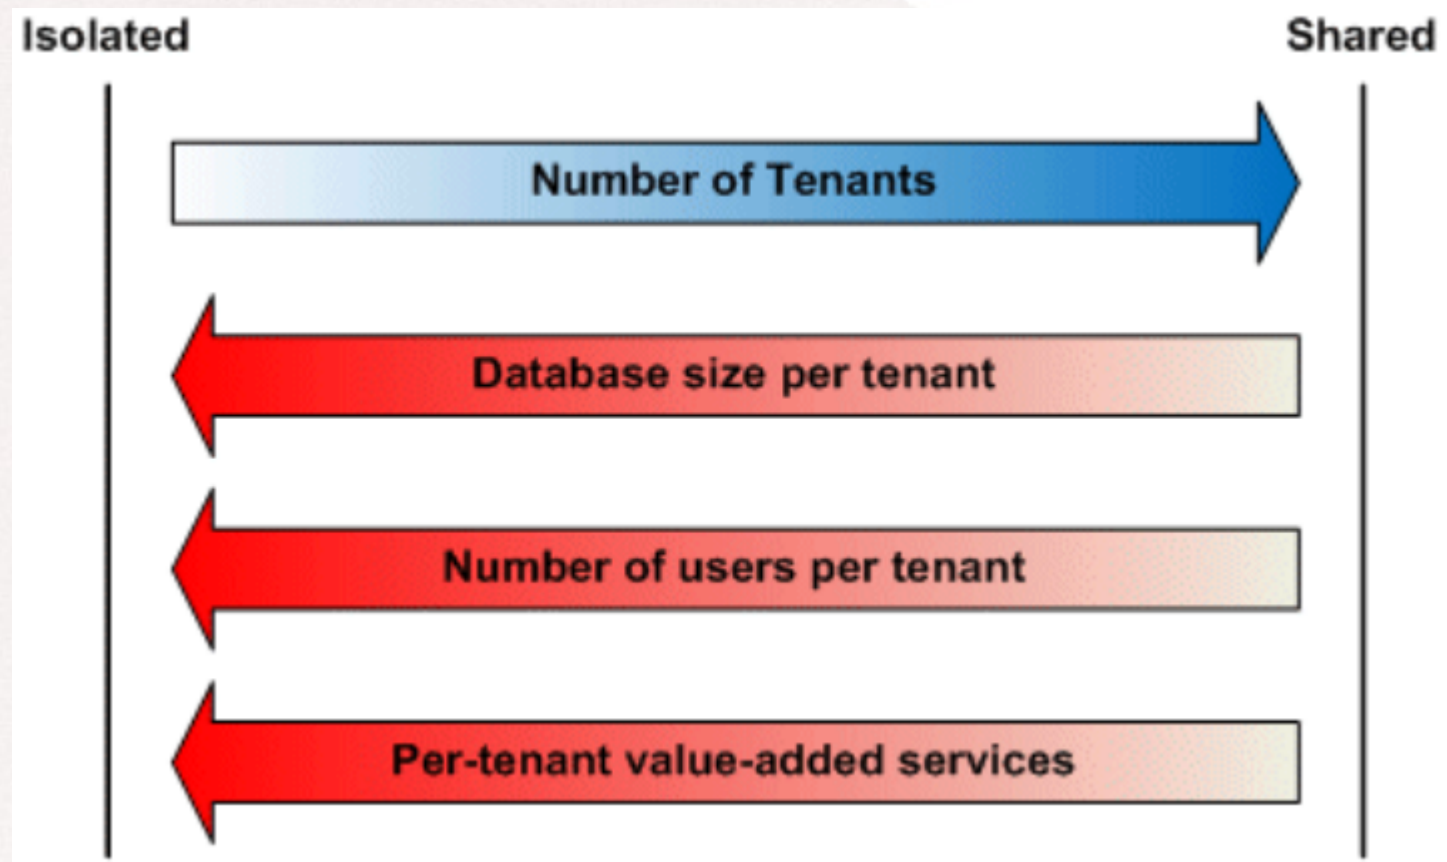 Isolated
Shared
Number of Tenants
Database size per tenant
Number of users per tenant
Per-tenant value-added services